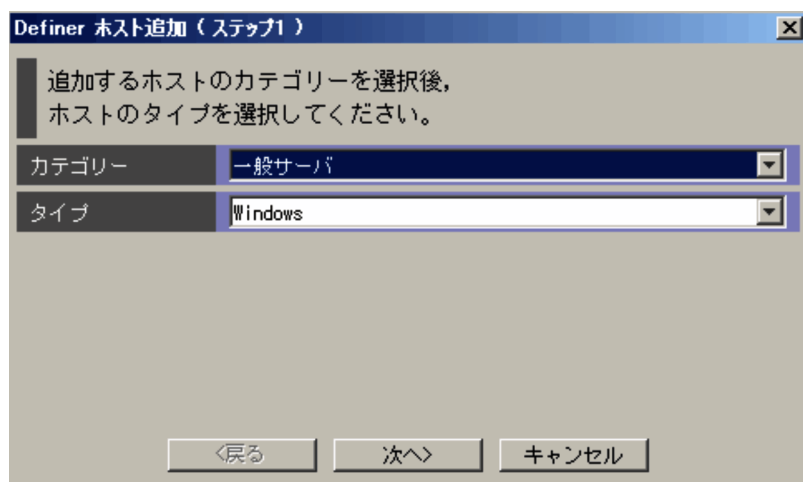 Definer ホスト追加（ステップ1）
追加するホストのカテゴリーを選択後，
ホストのタイプを選択してください。
カテゴリー 一般サーバ
タイプ Windows
<戻る 次へ> キャンセル